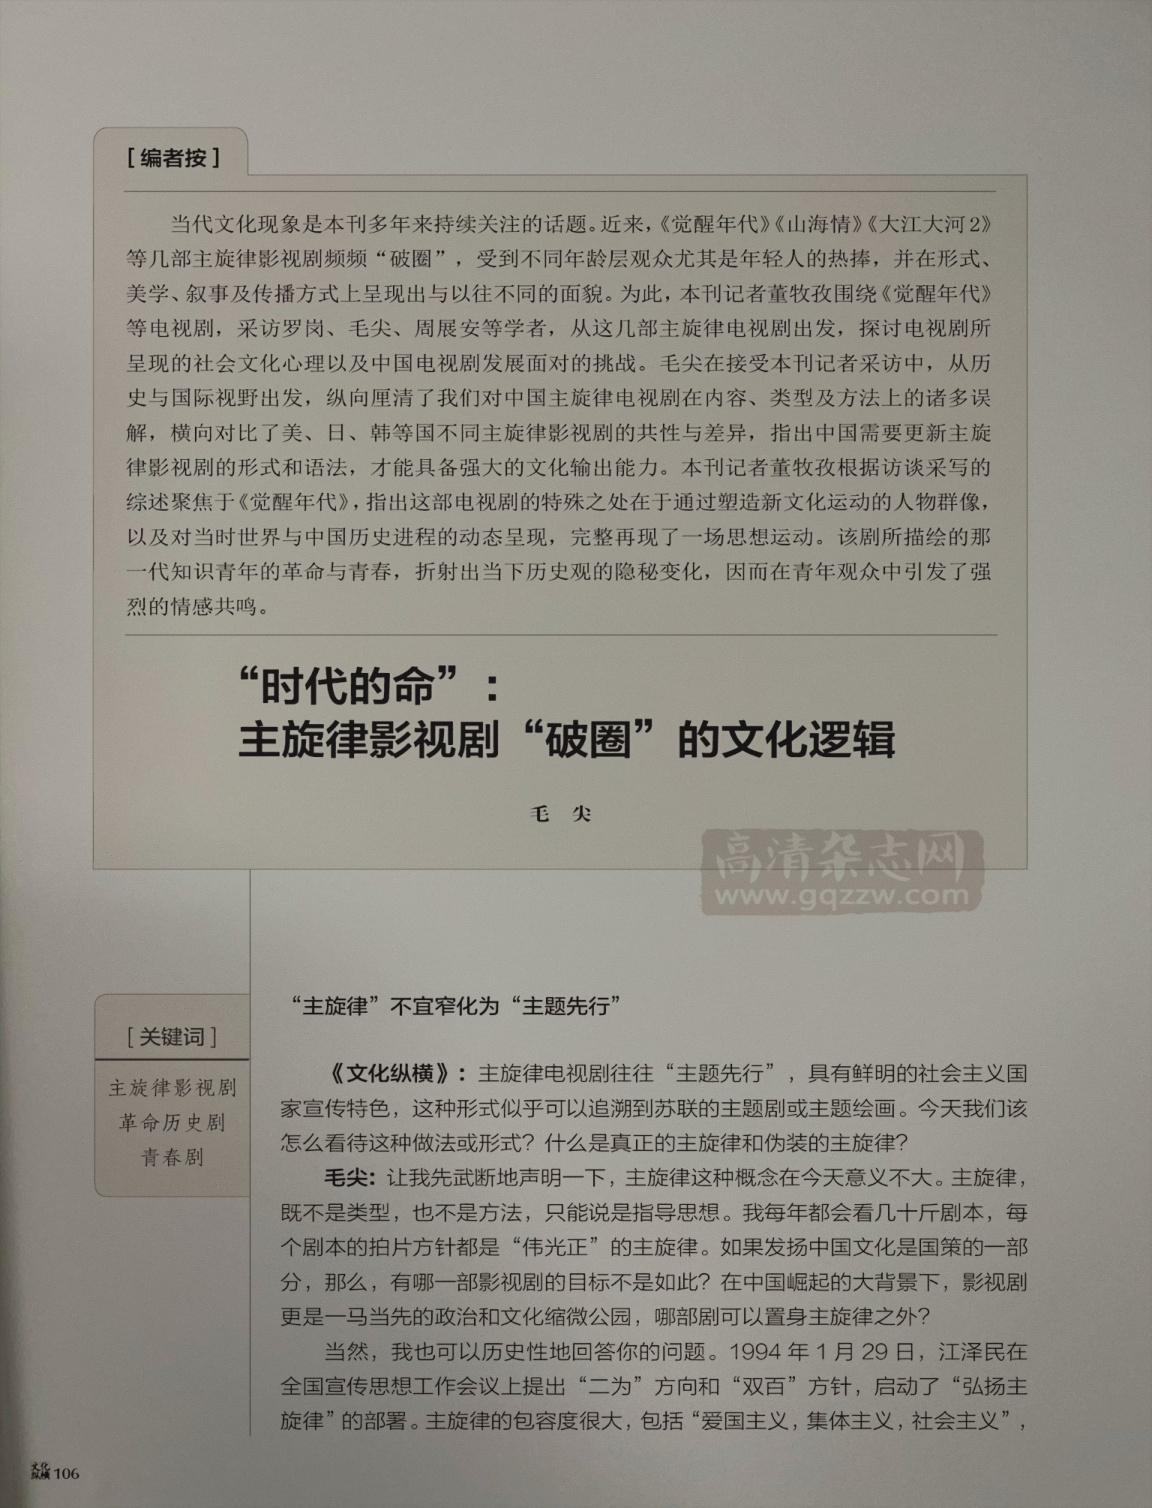 [编者按]
当代文化现象是本刊多年来持续关注的话题。近来，《觉醒年代》《山海情》《大江大河2》
等几部主旋律影视剧频频“破圈”，受到不同年龄层观众尤其是年轻人的热捧，并在形式、
美学、叙事及传播方式上呈现出与以往不同的面貌。为此，本刊记者董牧孜围绕《觉醒年代》
等电视剧，采访罗岗、毛尖、周展安等学者，从这几部主旋律电视剧出发，探讨电视剧所
呈现的社会文化心理以及中国电视剧发展面对的挑战。毛尖在接受本刊记者采访中，从历
史与国际视野出发，纵向厘清了我们对中国主旋律电视剧在内容、类型及方法上的诸多误
解，横向对比了美、日、韩等国不同主旋律影视剧的共性与差异，指出中国需要更新主旋
律影视剧的形式和语法，才能具备强大的文化输出能力。本刊记者董牧孜根据访谈采写的
综述聚焦于《觉醒年代》，指出这部电视剧的特殊之处在于通过塑造新文化运动的人物群像，
以及对当时世界与中国历史进程的动态呈现，完整再现了一场思想运动。该剧所描绘的那
一代知识青年的革命与青春，折射出当下历史观的隐秘变化，因而在青年观众中引发了强
烈的情感共鸣。
“时代的命”：
主旋律影视剧“破圈”的文化逻辑
毛 尖
高清杂志网
www.gqzzw.com
“主旋律”不宜窄化为“主题先行”
[关键词]
主旋律影视剧
革命历史剧
青春剧
《文化纵横》：主旋律电视剧往往“主题先行”，具有鲜明的社会主义国
家宣传特色，这种形式似乎可以追溯到苏联的主题剧或主题绘画。今天我们该
怎么看待这种做法或形式？什么是真正的主旋律和伪装的主旋律？
毛尖：让我先武断地声明一下，主旋律这种概念在今天意义不大。主旋律，
既不是类型，也不是方法，只能说是指导思想。我每年都会看几十斤剧本，每
个剧本的拍片方针都是“伟光正”的主旋律。如果发扬中国文化是国策的一部
分，那么，有哪一部影视剧的目标不是如此？在中国崛起的大背景下，影视剧
更是一马当先的政治和文化缩微公园，哪部剧可以置身主旋律之外？
当然，我也可以历史性地回答你的问题。1994年1月29日，江泽民在
全国宣传思想工作会议上提出“二为”方向和“双百”方针，启动了“弘扬主
旋律”的部署。主旋律的包容度很大，包括“爱国主义，集体主义，社会主义”，
文化纵横 106